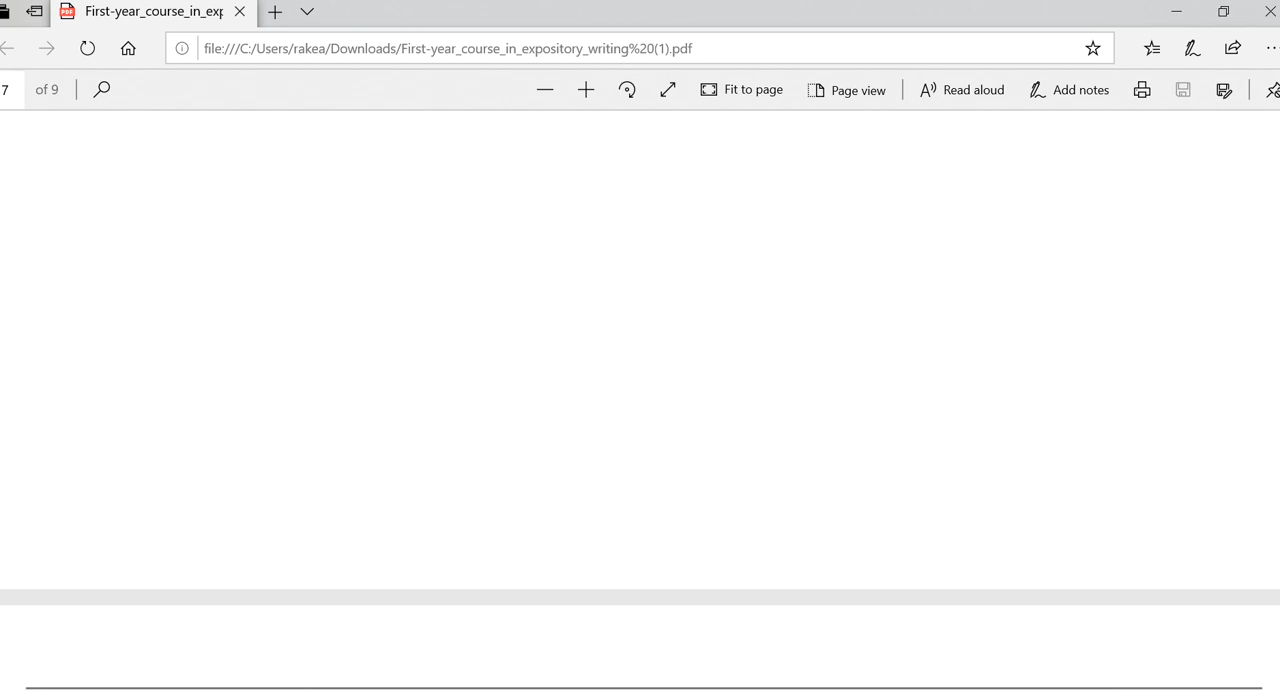 First-year_course_in_exp
file:///C:/Users/rakea/Downloads/First-year_course_in_expository_writing%20(1).pdf
7 of 9 Fit to page Page view Read aloud Add notes